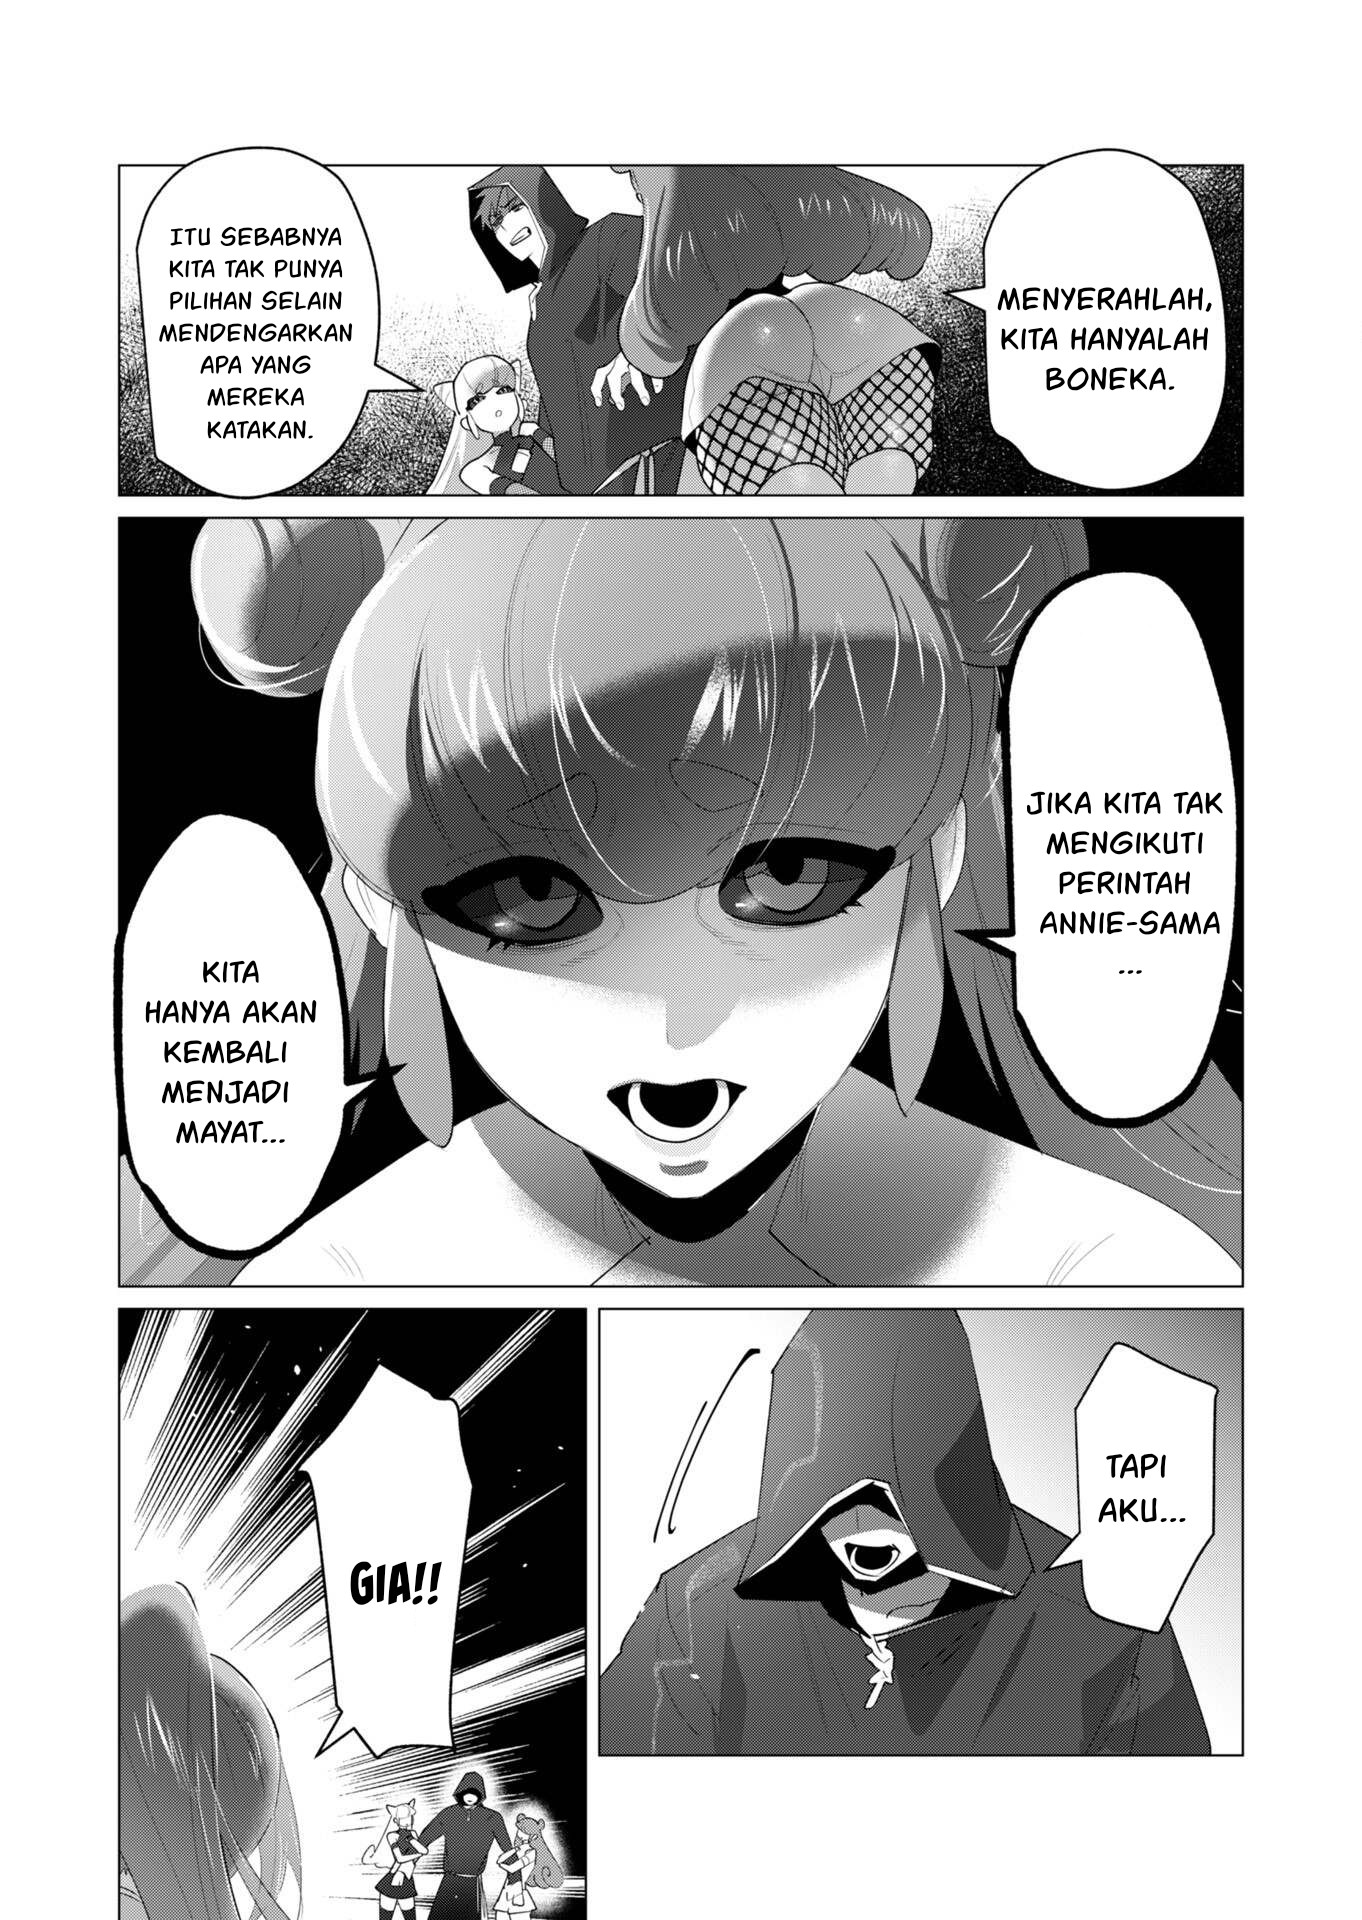 MENYERAHLAH,
KITA HANYALAH
BONEKA.
ITU SEBABNYA
KITA TAK PUNYA
PILIHAN SELAIN
MENDENGARKAN
APA YANG
MEREKA
KATAKAN.
JIKA KITA TAK
MENGIKUTI
PERINTAH
ANNIE-SAMA
...
KITA
HANYA AKAN
KEMBALI
MENJADI
MAYAT...
TAPI
AKU...
GIA!!